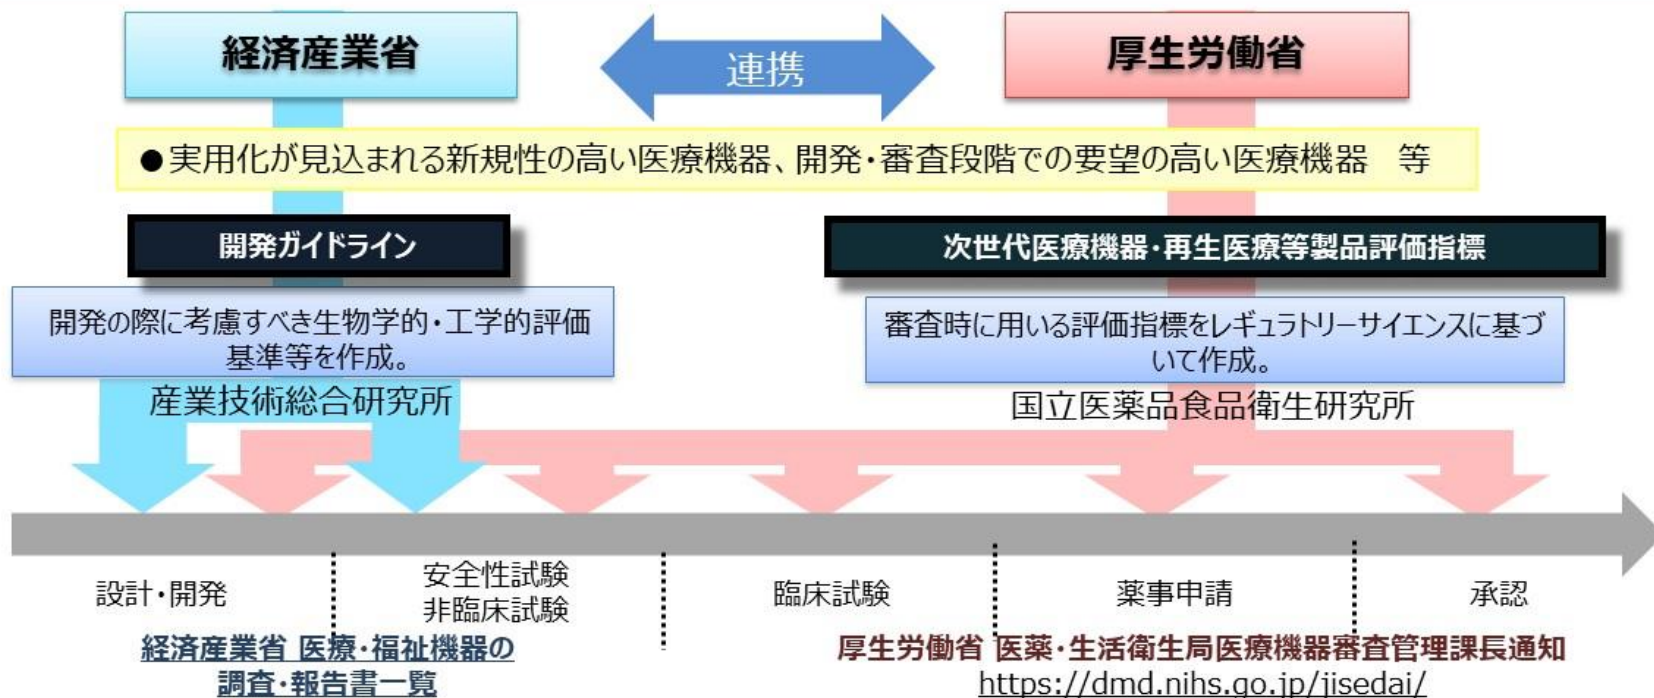 経済産業省
連携
厚生労働省
●実用化が見込まれる新規性の高い医療機器、開発・審査段階での要望の高い医療機器　等
開発ガイドライン
次世代医療機器・再生医療等製品評価指標
開発の際に考慮すべき生物学的・工学的評価
基準等を作成。
審査時に用いる評価指標をレギュラトリーサイエンスに基づ
いて作成。
産業技術総合研究所
国立医薬品食品衛生研究所
設計・開発
安全性試験
非臨床試験
臨床試験
薬事申請
承認
経済産業省 医療・福祉機器の
調査・報告書一覧
厚生労働省 医薬・生活衛生局医療機器審査管理課長通知
https://dmd.nihs.go.jp/jisedai/